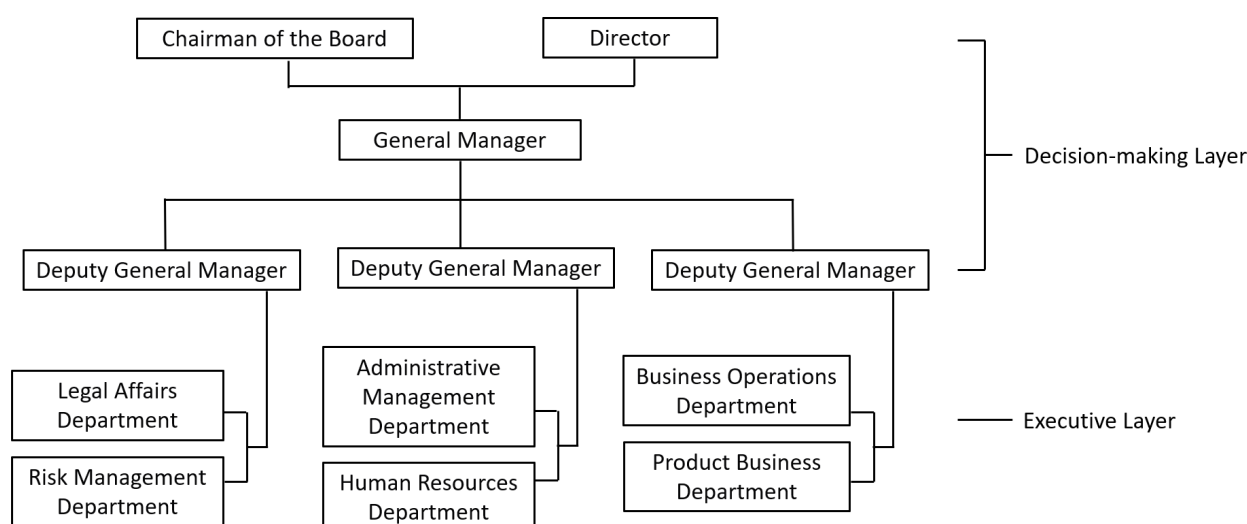 Chairman of the Board
Director
General Manager
Decision-making Layer
Deputy General Manager
Deputy General Manager
Deputy General Manager
Legal Affairs
Department
Risk Management
Department
Administrative
Management
Department
Human Resources
Department
Business Operations
Department
Product Business
Department
Executive Layer